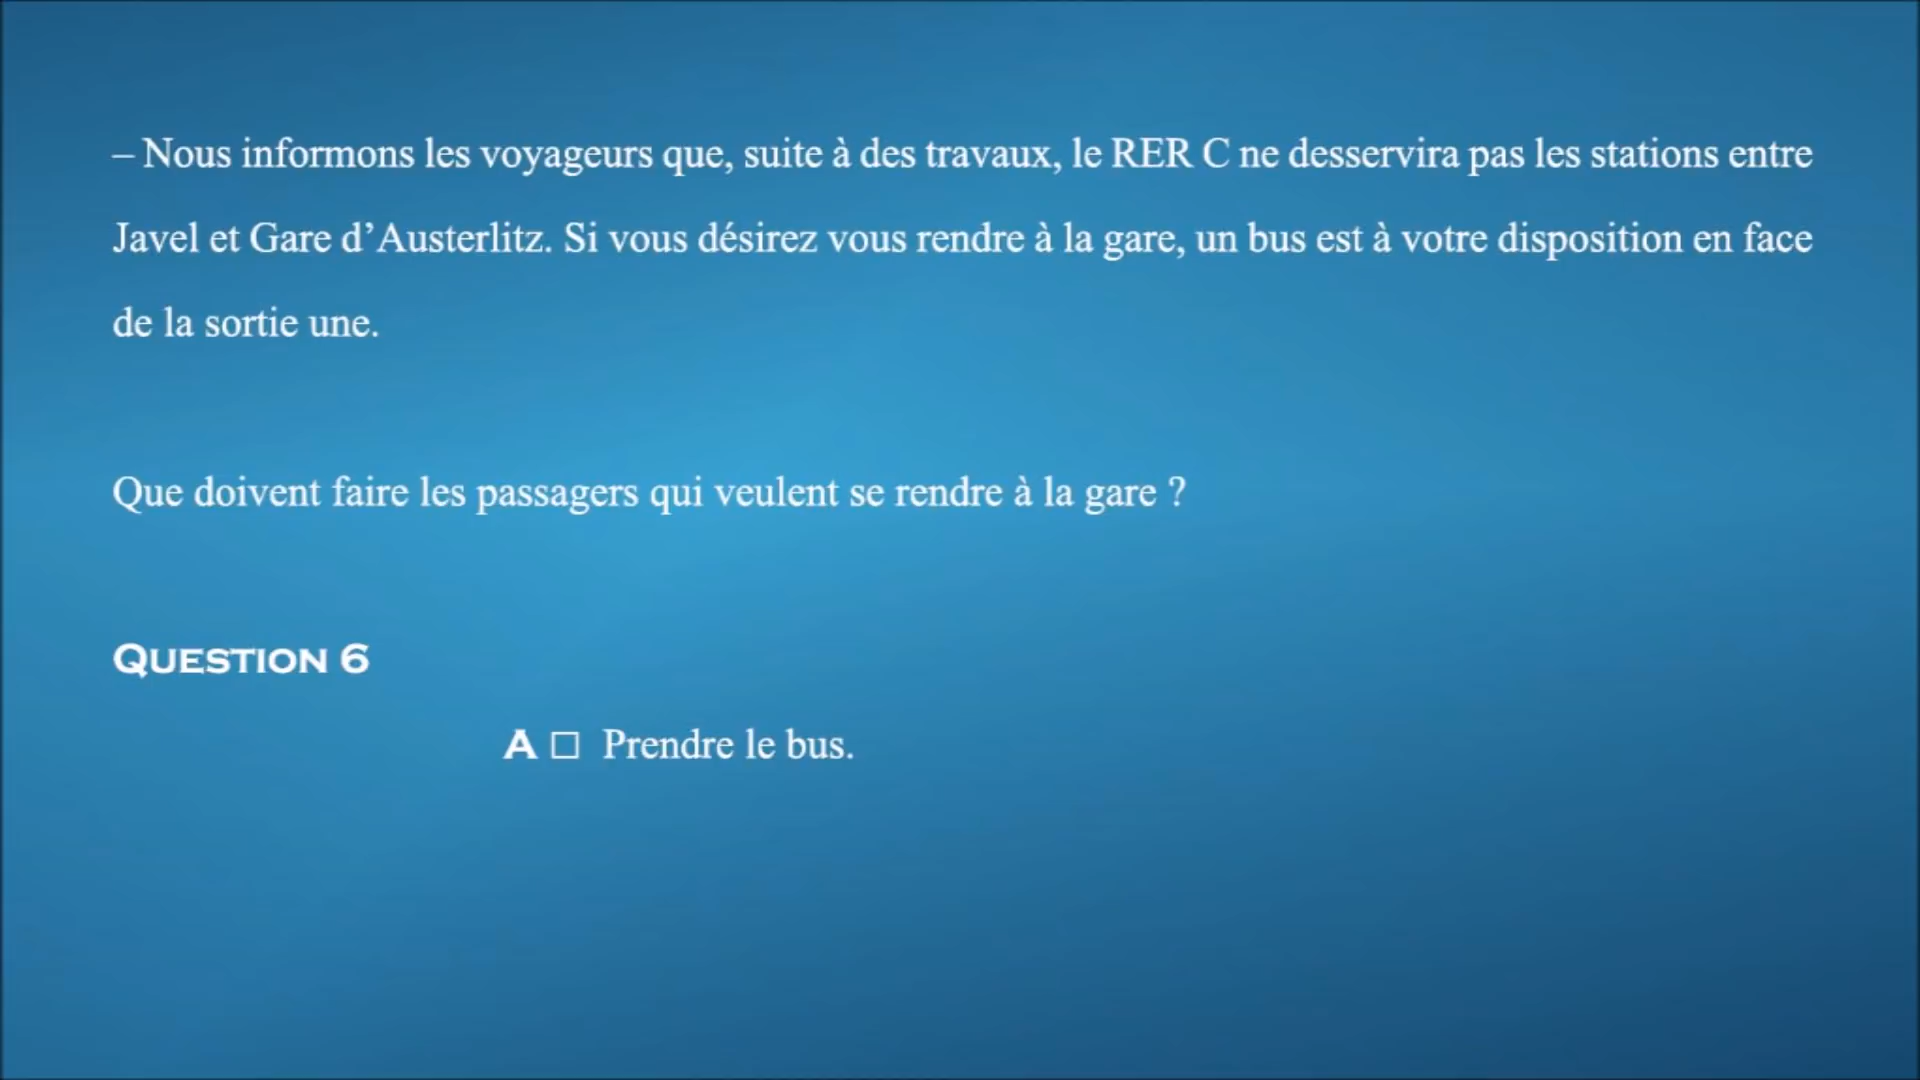 – Nous informons les voyageurs que, suite à des travaux, le RER C ne desservira pas les stations entre
Javel et Gare d’Austerlitz. Si vous désirez vous rendre à la gare, un bus est à votre disposition en face
de la sortie une.
Que doivent faire les passagers qui veulent se rendre à la gare ?
QUESTION 6
A □ Prendre le bus.